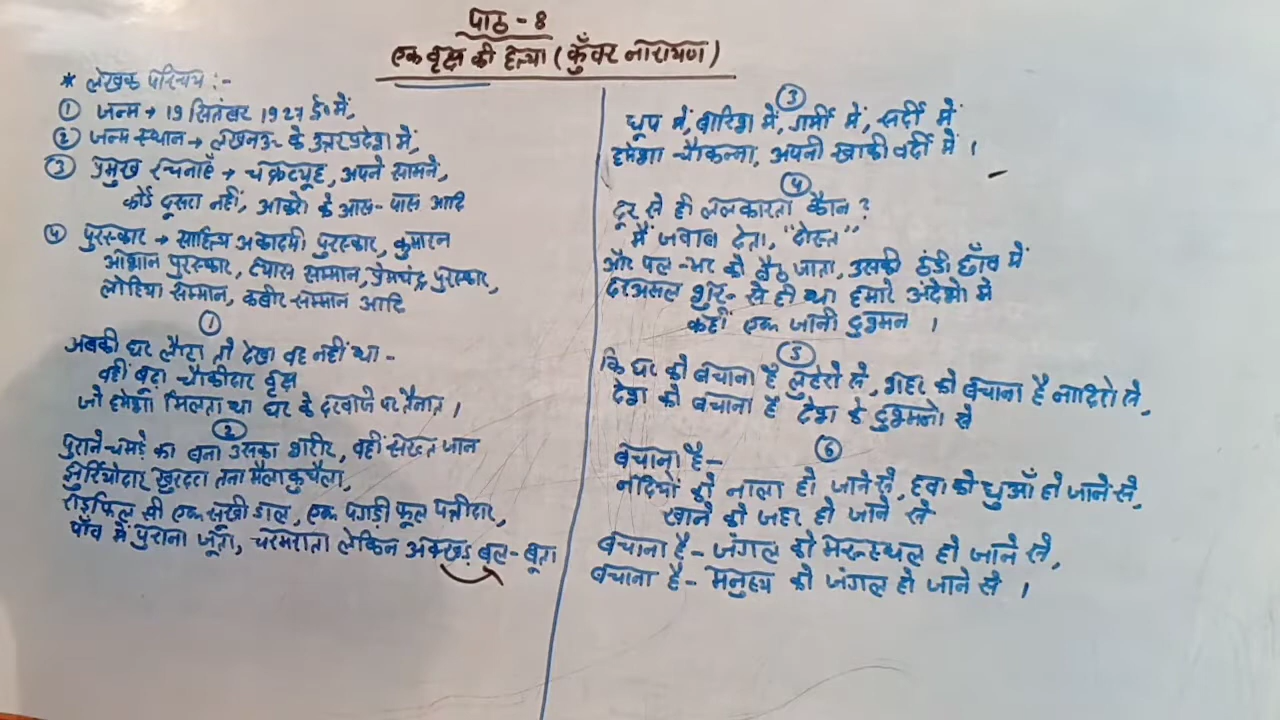 पाठ - 8
एक वृक्ष की हत्या (कुँवर नारायण)
* लेखक परिचय :-
① जन्म → 19 सितंबर 1927 ई० में,
② जन्म स्थान → लखनऊ के उत्तरप्रदेश में,
③ प्रमुख रचनाएँ → चक्रव्यूह, अपने सामने,
कोई दूसरा नहीं, आकारो के आस-पास आदि
④ पुरस्कार → साहित्य अकादमी पुरस्कार, कुमारन
आशान पुरस्कार, व्यास सम्मान, प्रेमचंद्र पुरस्कार,
लोहिया सम्मान, कबीर-सम्मान आदि
①
अबकी घर लौटा तो देखा वह नहीं था -
वही बूढ़ा चौकीदार वृक्ष
जो हमेशा मिलता था घर के दरवाजे पर तैनात।
②
पुराने चमड़े का बना उसका शरीर, वही सख्त जान
झुर्रियोदार खुरदरा तना मैला कुचैला,
राईफिल सी एक सूखी डाल, एक पगड़ी फूल पत्तीदार,
पाँव में पुराना जूता, चरमराता लेकिन अक्खड़ बल-बूता
③
धूप में, बारिश में, गर्मी में, सर्दी में
हमेशा चौकन्ना, अपनी खाकी वर्दी में।
④
दूर से ही ललकारता कौन?
मैं जवाब देता, "दोस्त"
और पल-भर को बैठ जाता, उसकी ठंडी छाँव में
दरअसल शुरू से ही था हमारे अंदेशो में
कहीं एक जानी दुश्मन।
⑤
कि घर को बचाना है लुटेरो से, शहर को बचाना है नादिरो से,
देश को बचाना है देश के दुश्मनो से
⑥
बचाना है-
नदियों को नाला हो जाने से, हवा को धुआँ हो जाने से,
खाने को जहर हो जाने से
बचाना है- जंगल को मरूस्थल हो जाने से,
बचाना है- मनुष्य को जंगल हो जाने से।